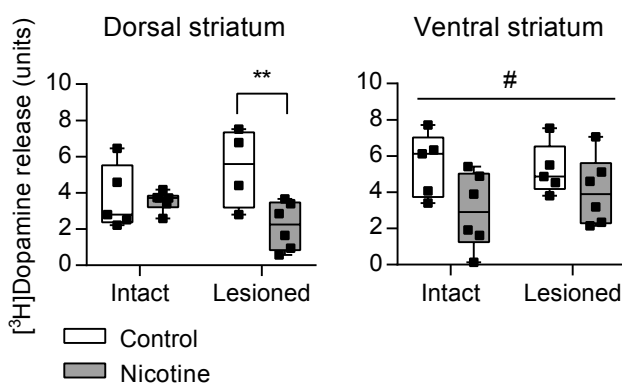 Dorsal striatum
Ventral striatum
[³H]Dopamine release (units)
10
8
6
4
2
0
**
Intact
Lesioned
10
8
6
4
2
0
#
Intact
Lesioned
Control
Nicotine